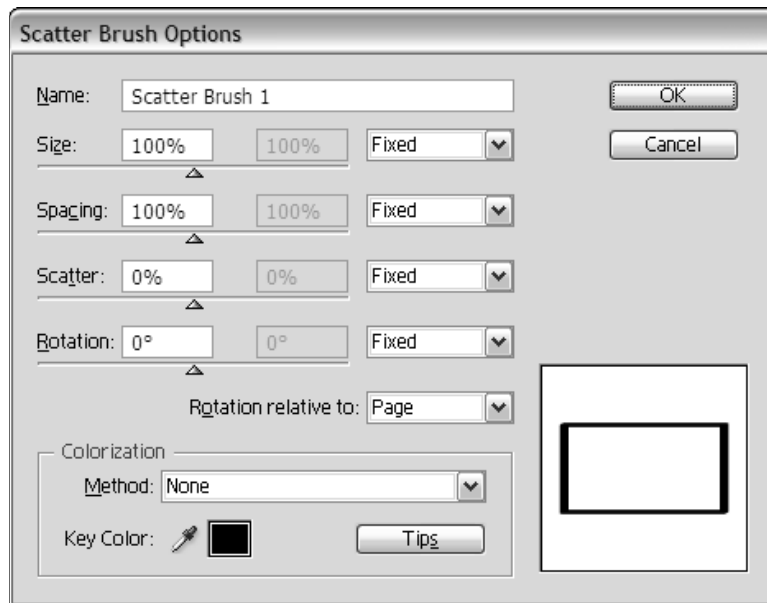 Scatter Brush Options
Name: Scatter Brush 1 OK
Size: 100% 100% Fixed Cancel
Spacing: 100% 100% Fixed
Scatter: 0% 0% Fixed
Rotation: 0° 0° Fixed
Rotation relative to: Page
Colorization
Method: None
Key Color: Tips